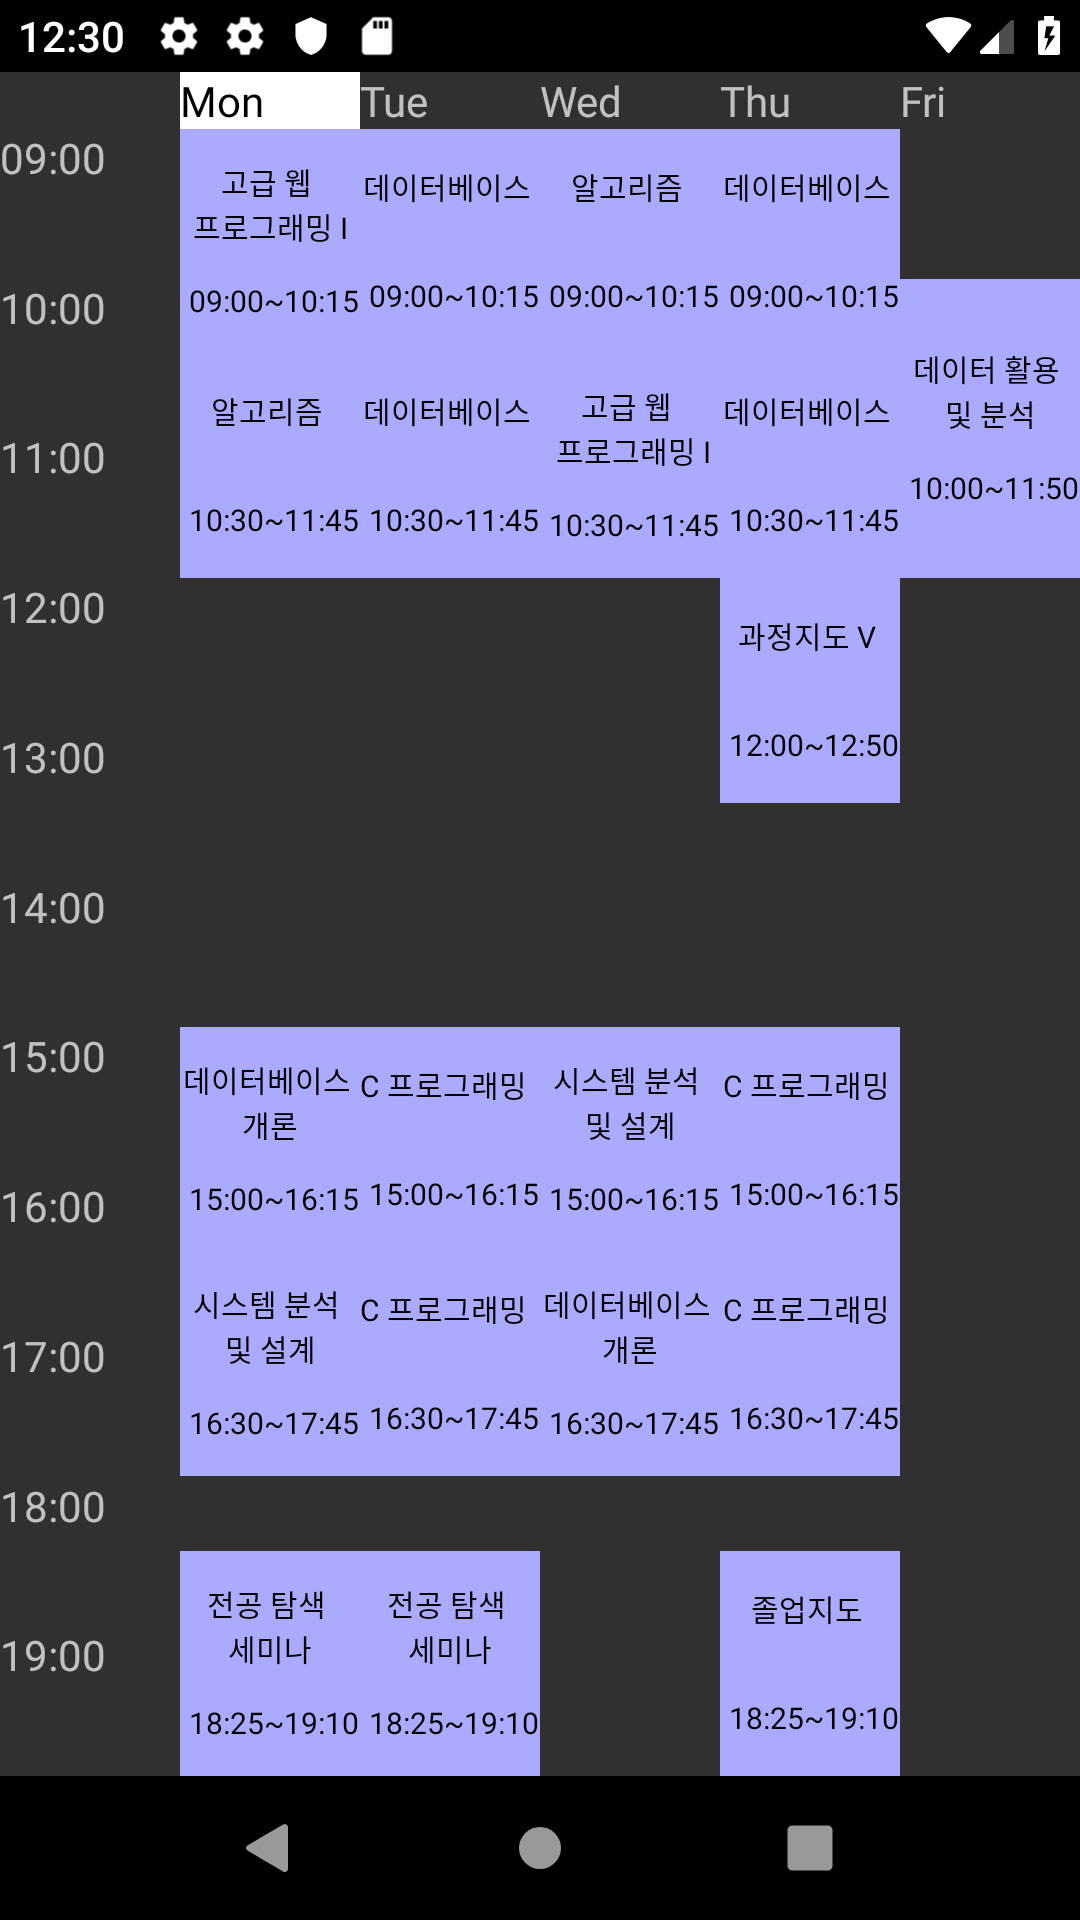 12:30
Mon Tue Wed Thu Fri
09:00
고급 웹
프로그래밍 I
09:00~10:15
데이터베이스
09:00~10:15
알고리즘
09:00~10:15
데이터베이스
09:00~10:15
10:00
데이터 활용
및 분석
10:00~11:50
알고리즘
10:30~11:45
데이터베이스
10:30~11:45
고급 웹
프로그래밍 I
10:30~11:45
데이터베이스
10:30~11:45
11:00
12:00
과정지도 V
12:00~12:50
13:00
14:00
15:00
데이터베이스
개론
15:00~16:15
C 프로그래밍
15:00~16:15
시스템 분석
및 설계
15:00~16:15
C 프로그래밍
15:00~16:15
16:00
시스템 분석
및 설계
16:30~17:45
C 프로그래밍
16:30~17:45
데이터베이스
개론
16:30~17:45
C 프로그래밍
16:30~17:45
17:00
18:00
전공 탐색
세미나
18:25~19:10
전공 탐색
세미나
18:25~19:10
졸업지도
18:25~19:10
19:00